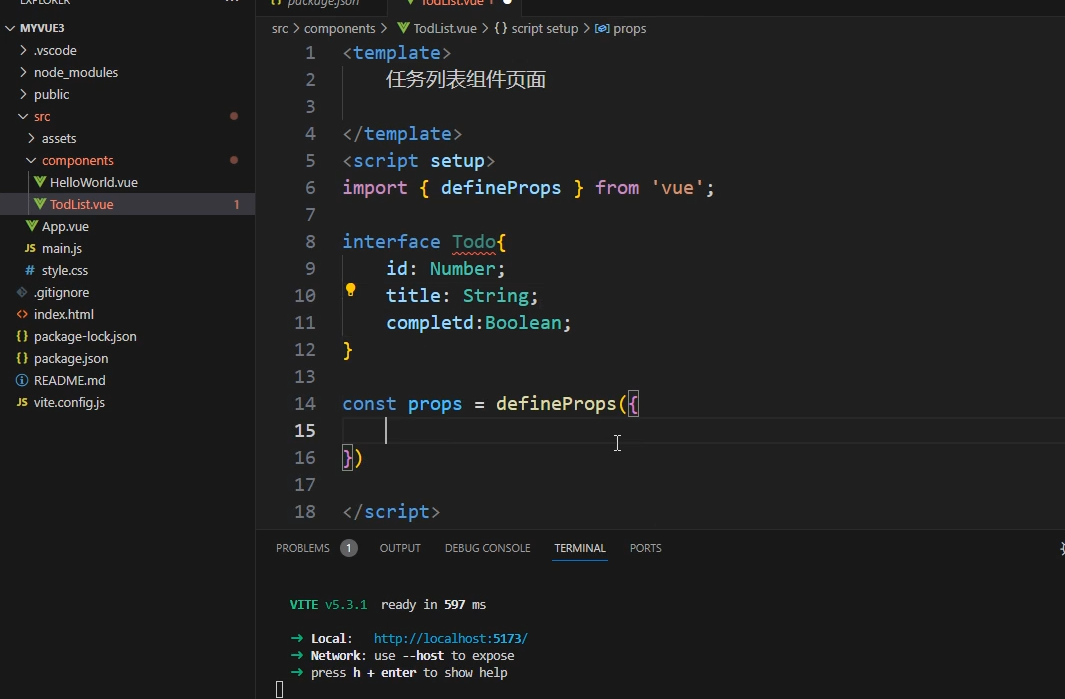 EXPLORER
package.json
TodList.vue 1
MYVUE3
src > components > TodList.vue > {} script setup > props
.vscode
node_modules
public
src
assets
components
HelloWorld.vue
TodList.vue 1
App.vue
JS main.js
# style.css
.gitignore
<> index.html
{} package-lock.json
{} package.json
README.md
JS vite.config.js
1 <template>
2 任务列表组件页面
3
4 </template>
5 <script setup>
6 import { defineProps } from 'vue';
7
8 interface Todo{
9 id: Number;
10 title: String;
11 completd:Boolean;
12 }
13
14 const props = defineProps({
15
16 })
17
18 </script>
PROBLEMS 1 OUTPUT DEBUG CONSOLE TERMINAL PORTS
VITE v5.3.1 ready in 597 ms
➜ Local: http://localhost:5173/
➜ Network: use --host to expose
➜ press h + enter to show help